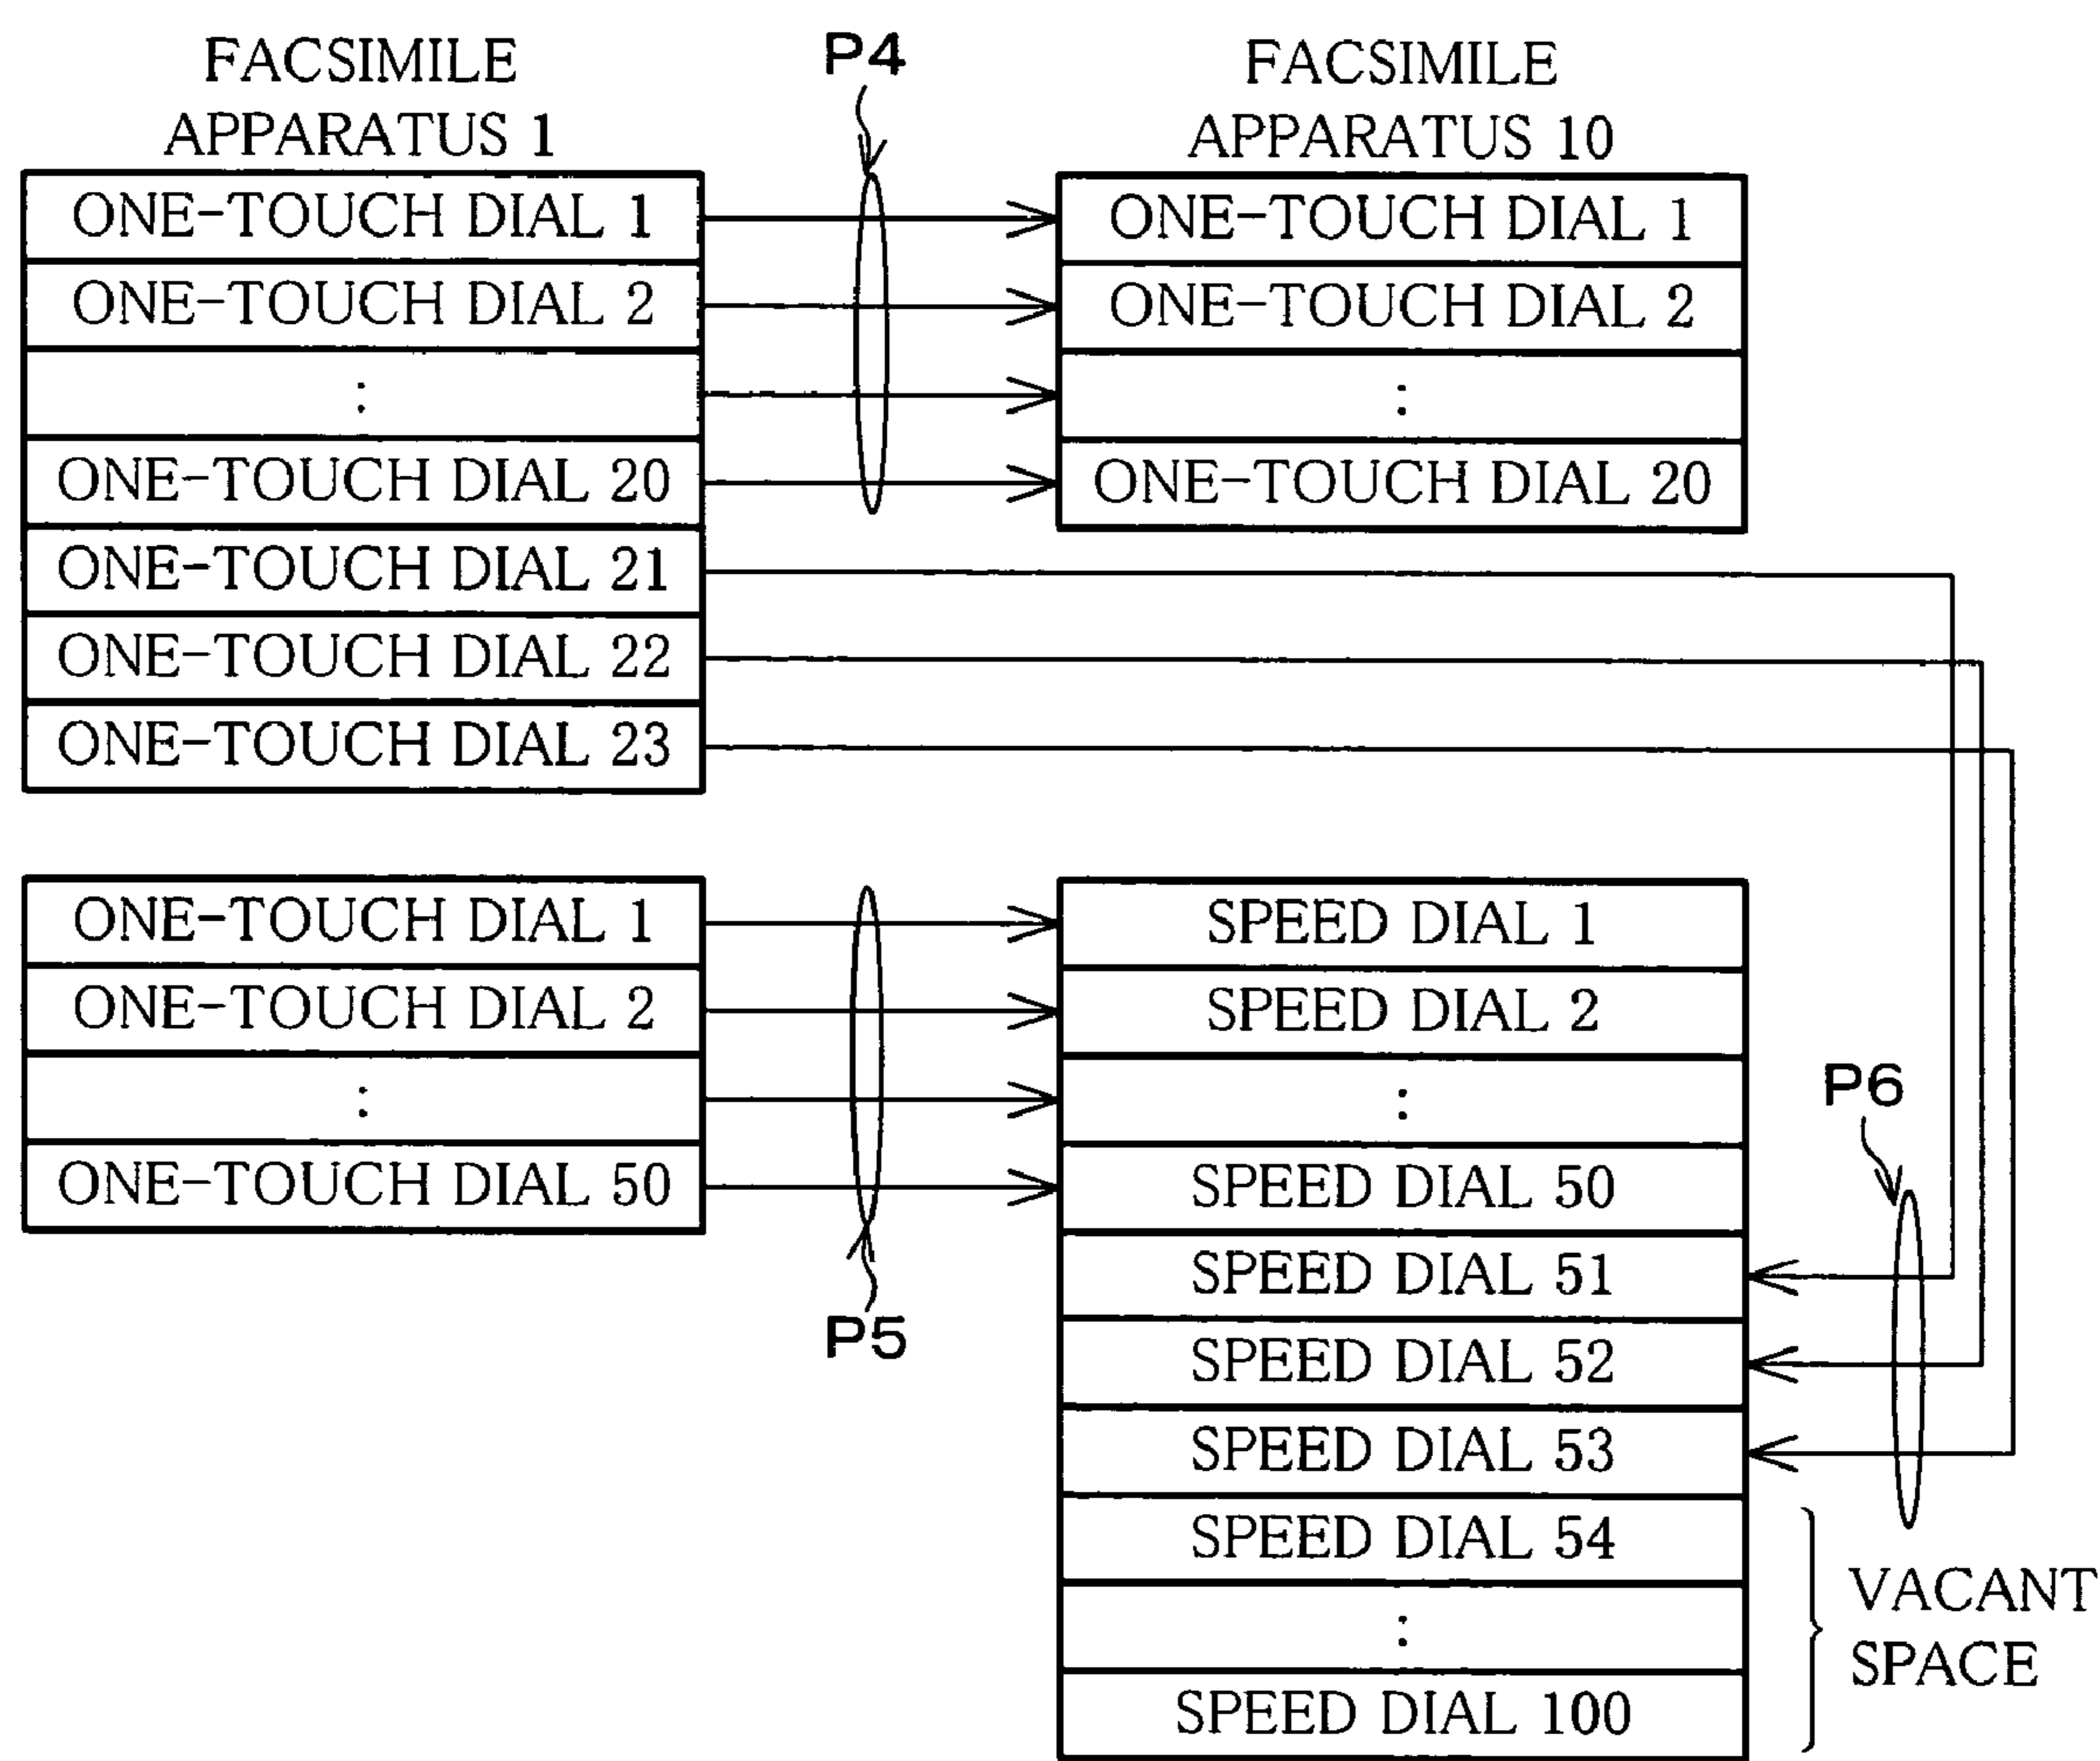 FACSIMILE
APPARATUS 1
P4
FACSIMILE
APPARATUS 10
ONE-TOUCH DIAL 1
ONE-TOUCH DIAL 2
:
ONE-TOUCH DIAL 20
ONE-TOUCH DIAL 21
ONE-TOUCH DIAL 22
ONE-TOUCH DIAL 23
ONE-TOUCH DIAL 1
ONE-TOUCH DIAL 2
:
ONE-TOUCH DIAL 20
ONE-TOUCH DIAL 1
ONE-TOUCH DIAL 2
:
ONE-TOUCH DIAL 50
P5
SPEED DIAL 1
SPEED DIAL 2
:
SPEED DIAL 50
SPEED DIAL 51
SPEED DIAL 52
SPEED DIAL 53
SPEED DIAL 54
:
SPEED DIAL 100
P6
VACANT
SPACE